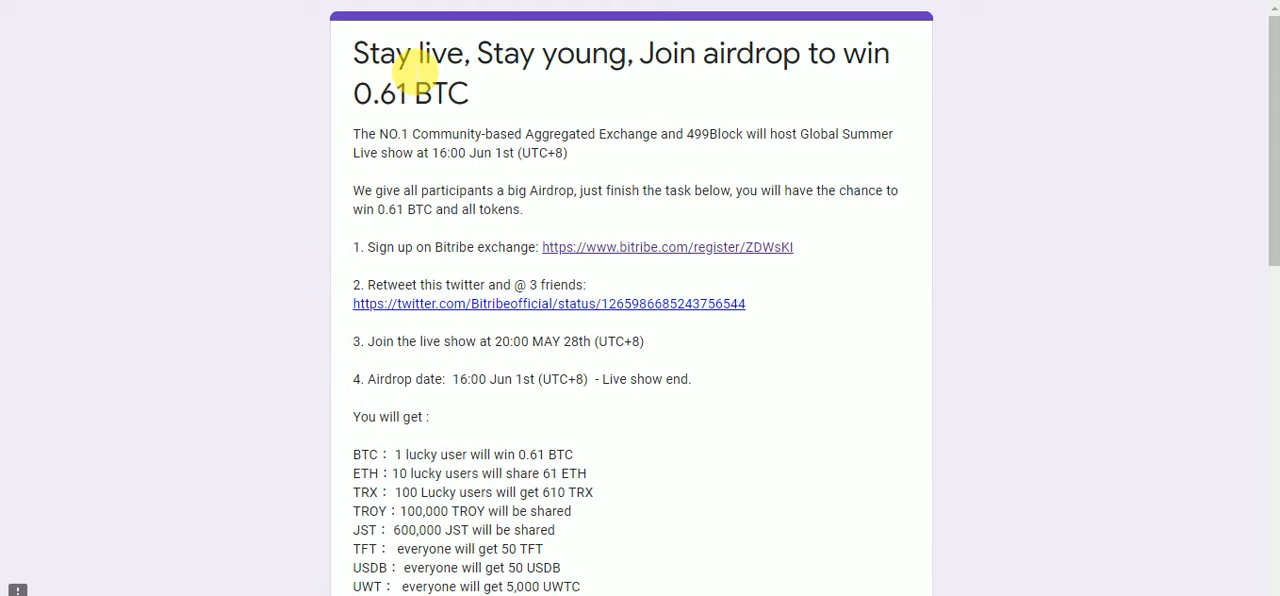 Stay live, Stay young, Join airdrop to win
0.61 BTC
The NO.1 Community-based Aggregated Exchange and 499Block will host Global Summer
Live show at 16:00 Jun 1st (UTC+8)
We give all participants a big Airdrop, just finish the task below, you will have the chance to
win 0.61 BTC and all tokens.
1. Sign up on Bitribe exchange: https://www.bitribe.com/register/ZDWsKI
2. Retweet this twitter and @ 3 friends:
https://twitter.com/Bitribeofficial/status/1265986685243756544
3. Join the live show at 20:00 MAY 28th (UTC+8)
4. Airdrop date:  16:00 Jun 1st (UTC+8)  - Live show end.
You will get :
BTC： 1 lucky user will win 0.61 BTC
ETH：10 lucky users will share 61 ETH
TRX： 100 Lucky users will get 610 TRX
TROY：100,000 TROY will be shared
JST： 600,000 JST will be shared
TFT：  everyone will get 50 TFT
USDB：  everyone will get 50 USDB
UWT：  everyone will get 5,000 UWTC